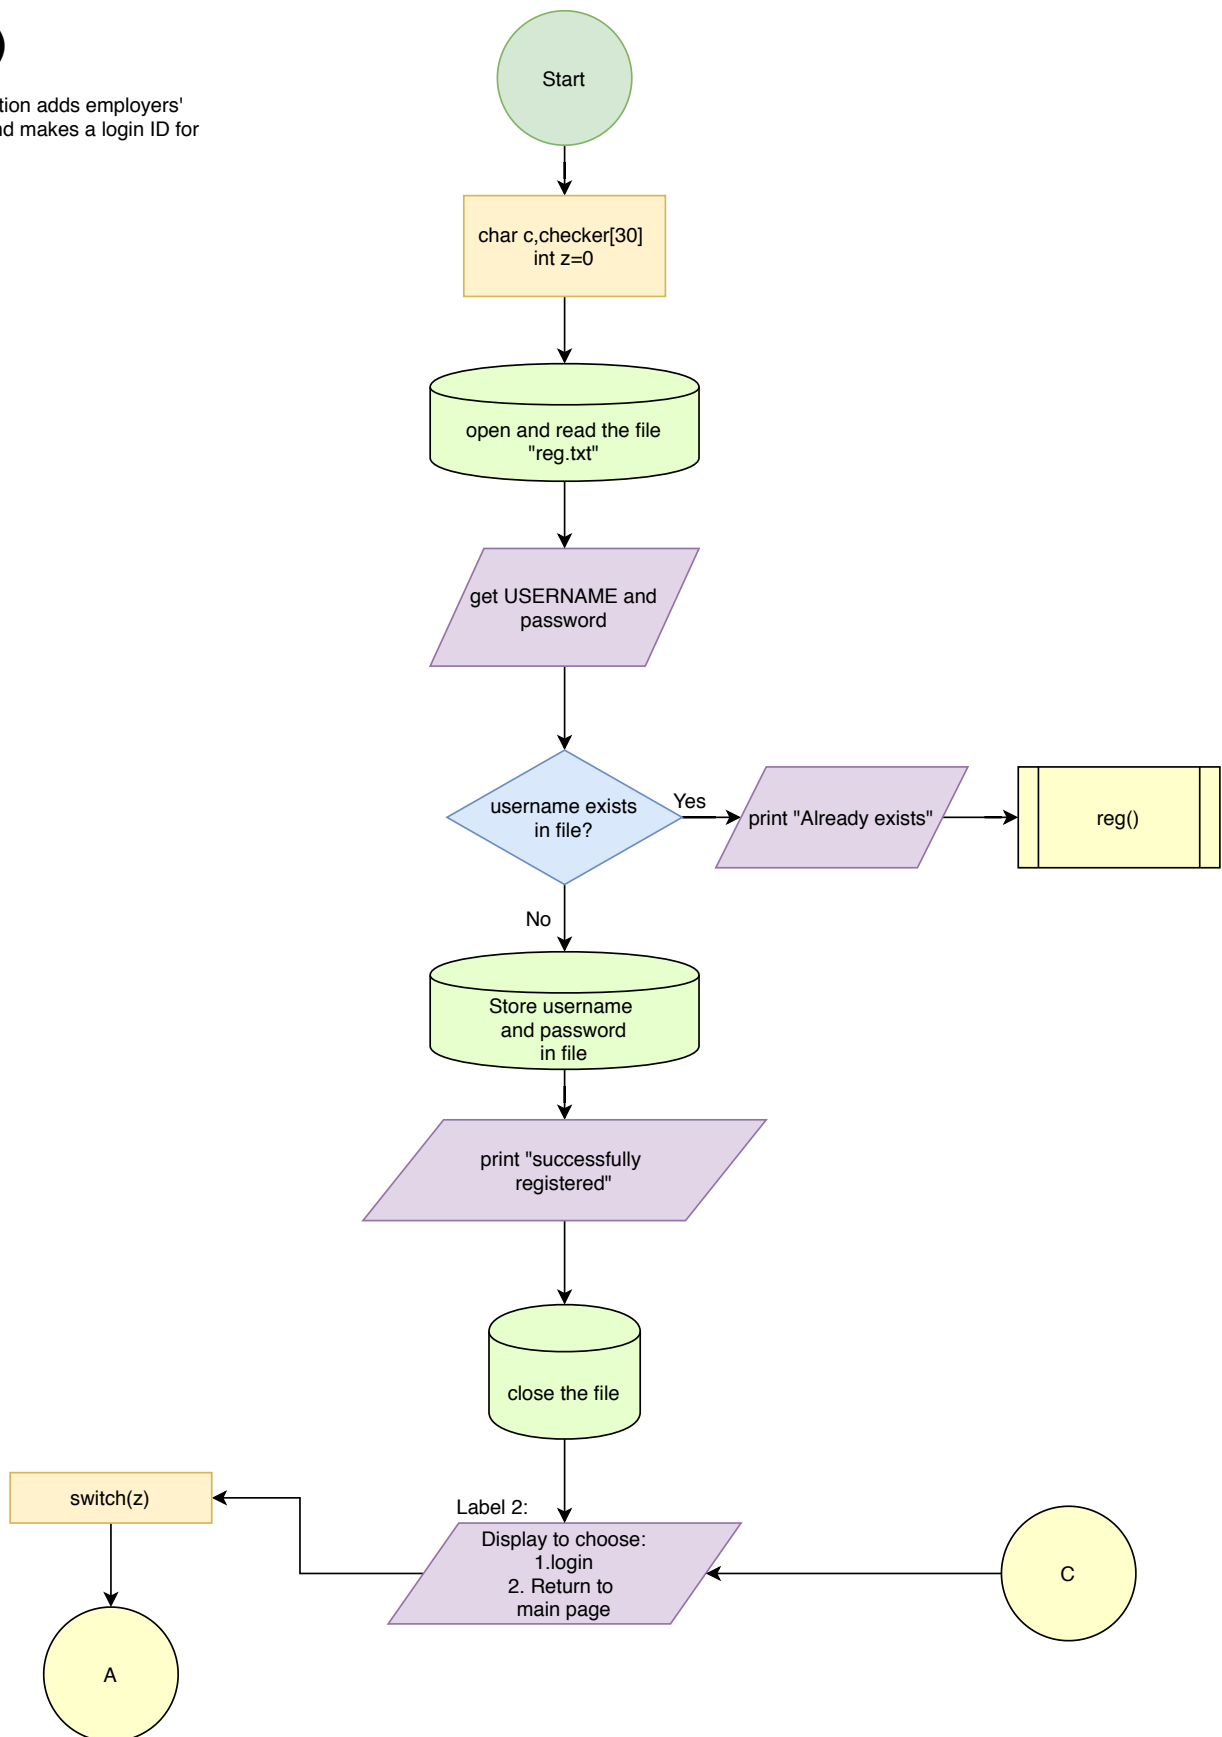 )
tion adds employers'
nd makes a login ID for
Start
char c,checker[30]
int z=0
open and read the file
"reg.txt"
get USERNAME and
password
username exists
in file?
Yes
print "Already exists"
reg()
No
Store username
and password
in file
print "successfully
registered"
close the file
switch(z)
Label 2:
Display to choose:
1.login
2. Return to
main page
C
A